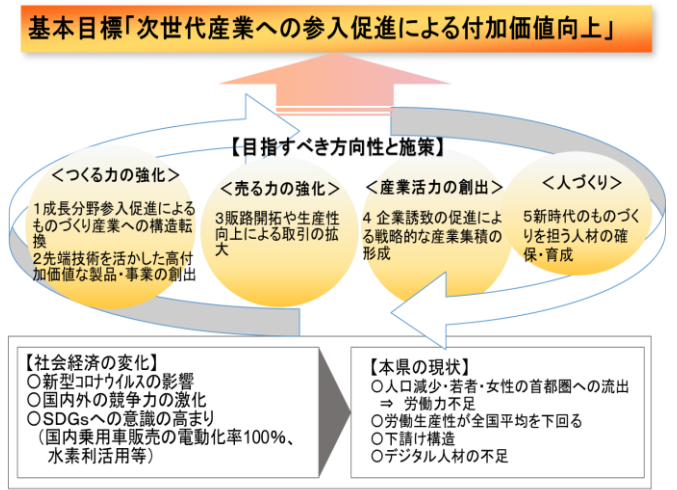 基本目標「次世代産業への参入促進による付加価値向上」
【目指すべき方向性と施策】
＜つくる力の強化＞
1成長分野参入促進による
ものづくり産業への構造転
換
2先端技術を活かした高付
加価値な製品・事業の創出
＜売る力の強化＞
3販路開拓や生産性
向上による取引の拡
大
＜産業活力の創出＞
4 企業誘致の促進によ
る戦略的な産業集積の
形成
＜人づくり＞
5新時代のものづく
りを担う人材の確
保・育成
【社会経済の変化】
○新型コロナウイルスの影響
○国内外の競争力の激化
○SDGsへの意識の高まり
（国内乗用車販売の電動化率100％、
水素利活用等）
【本県の現状】
○人口減少・若者・女性の首都圏への流出
⇒ 労働力不足
○労働生産性が全国平均を下回る
○下請け構造
○デジタル人材の不足